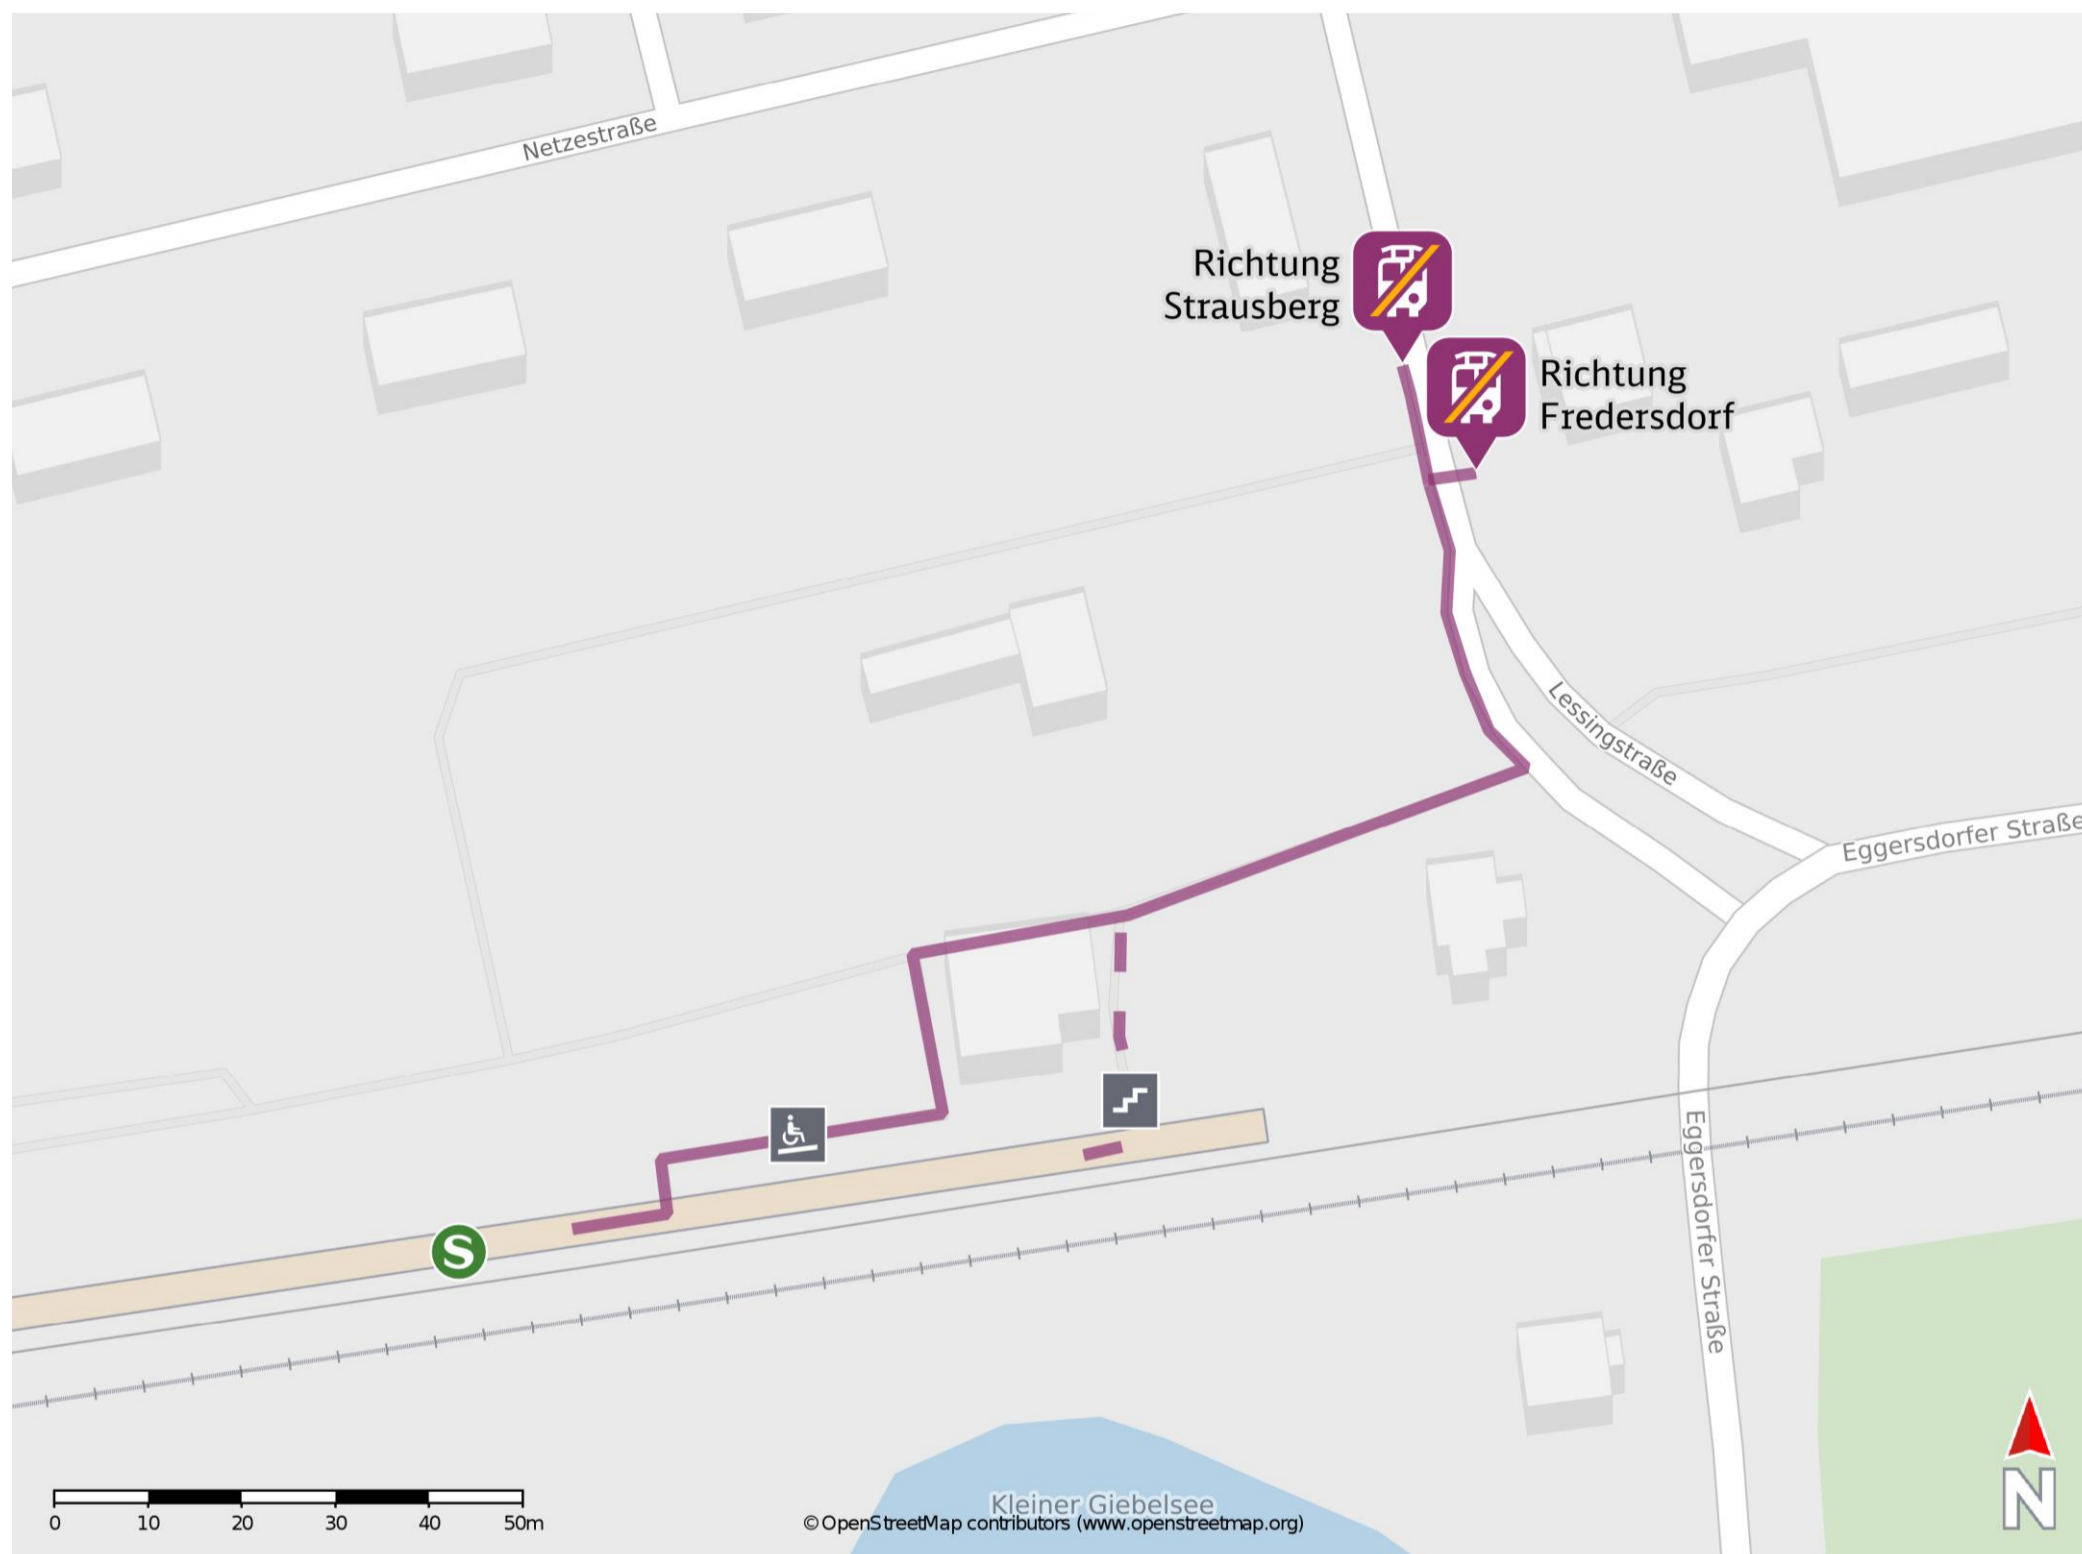 Netzestraße
Richtung
Strausberg
Richtung
Fredersdorf
Lessingstraße
Eggersdorfer Straße
Eggersdorfer Straße
S
Kleiner Giebelsee
0 10 20 30 40 50m
©OpenStreetMap contributors (www.openstreetmap.org)
N